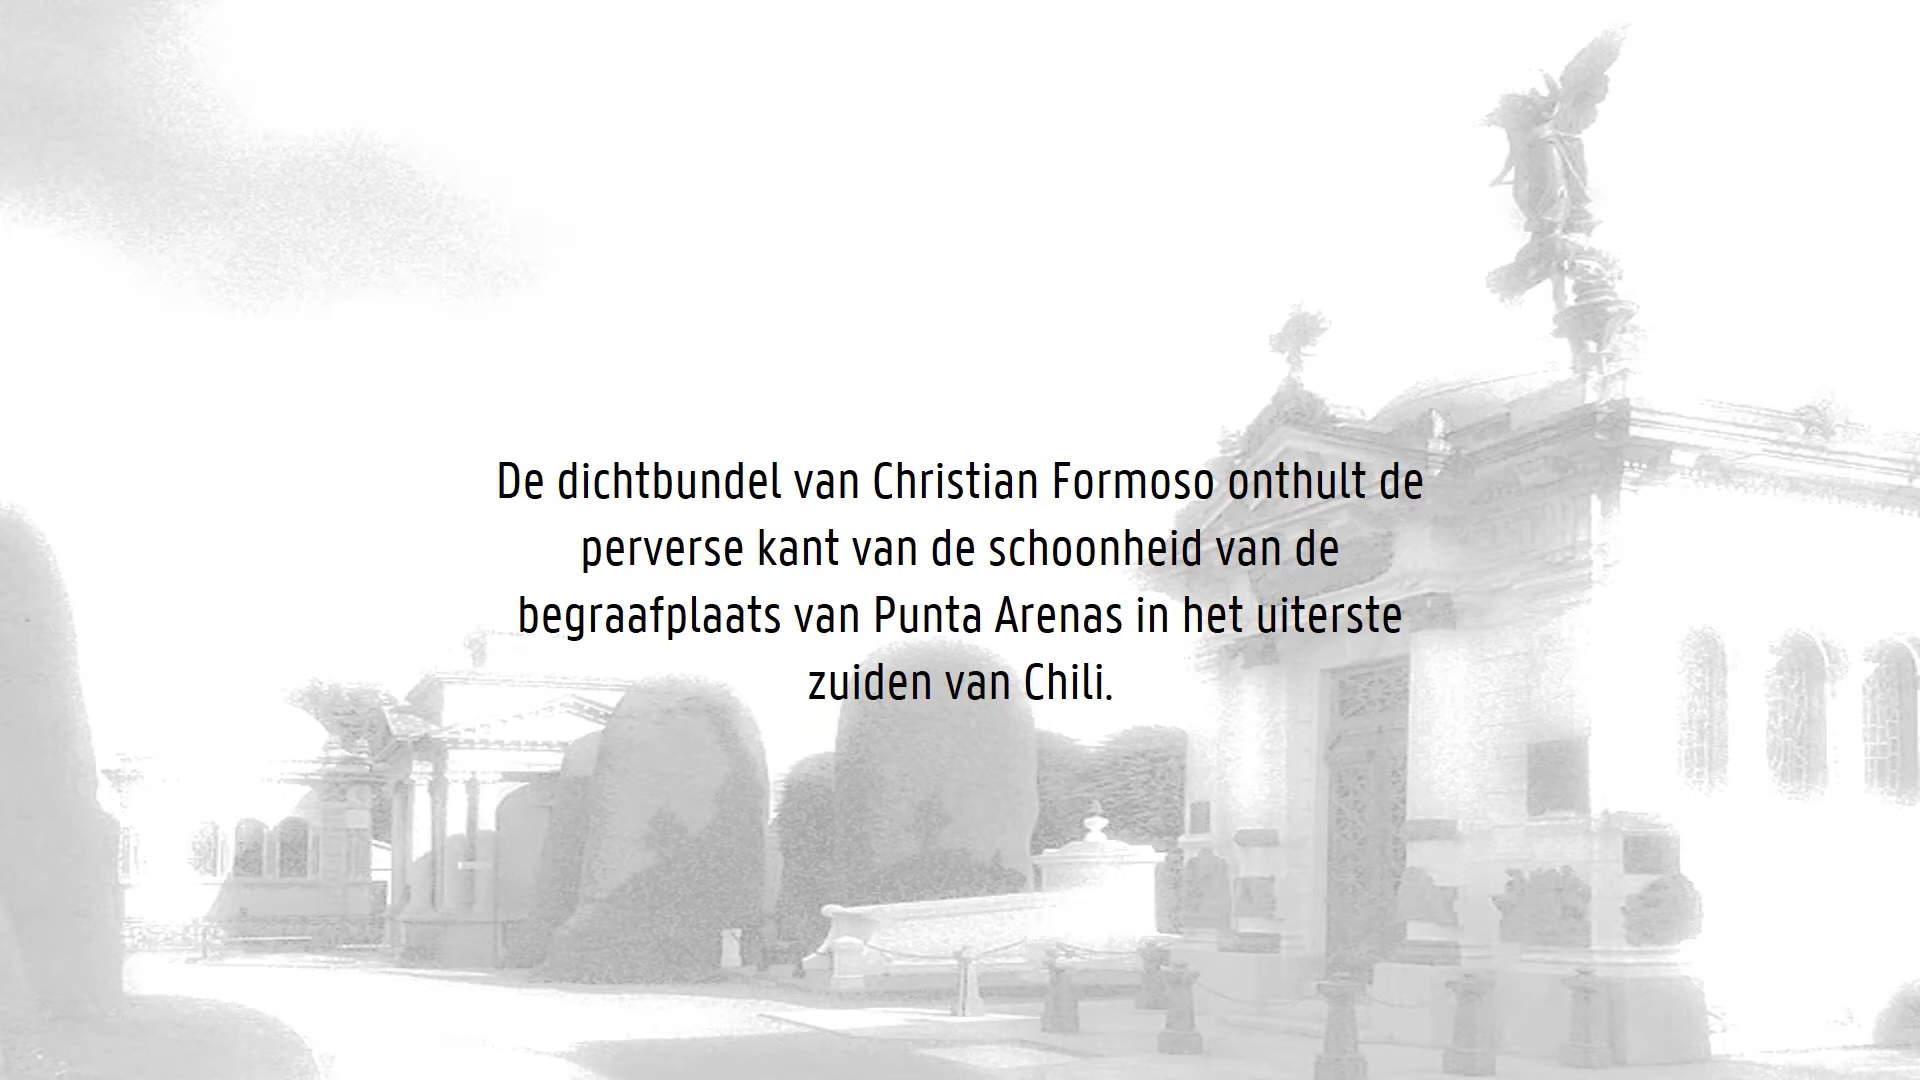 De dichtbundel van Christian Formoso onthult de
perverse kant van de schoonheid van de
begraafplaats van Punta Arenas in het uiterste
zuiden van Chili.